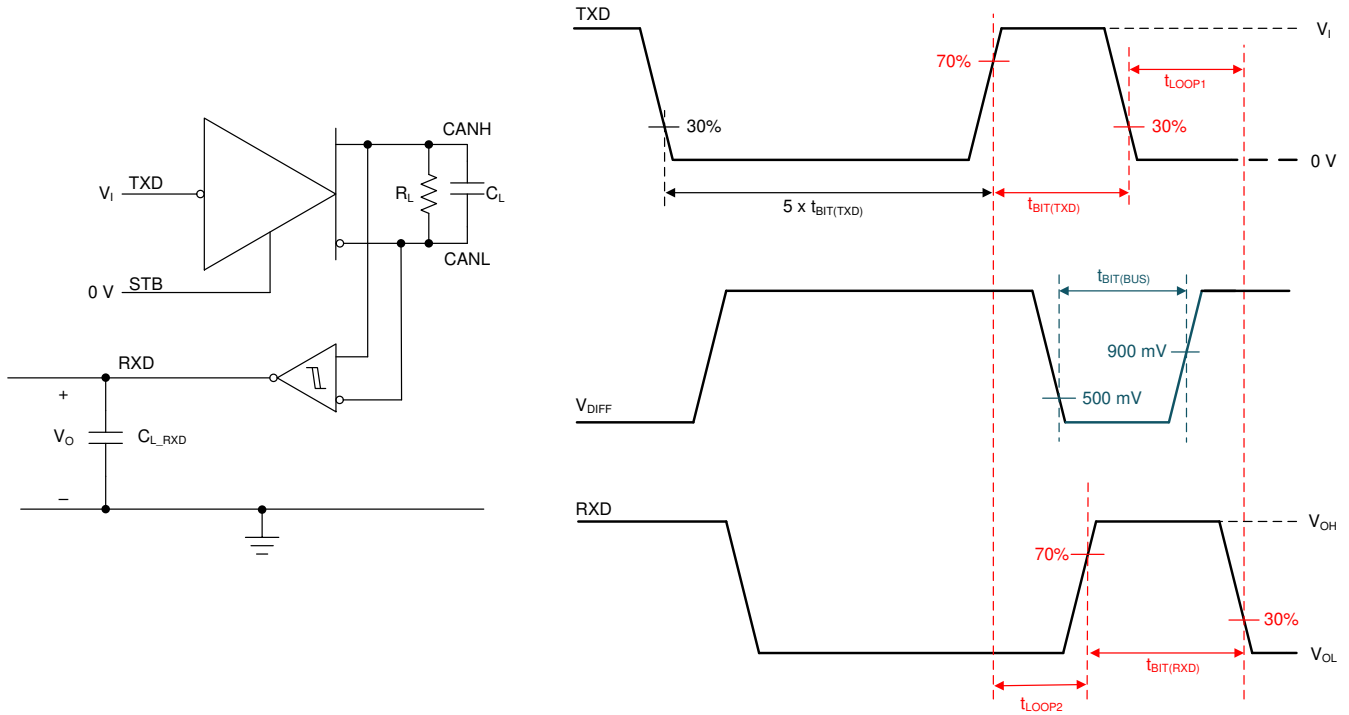 CANH
TXD
V_I
R_L
C_L
CANL
STB
0 V
RXD
+
V_O
C_L_RXD
–
TXD
V_I
70%
t_LOOP1
30%
30%
0 V
5 x t_BIT(TXD)
t_BIT(TXD)
t_BIT(BUS)
900 mV
500 mV
V_DIFF
RXD
V_OH
70%
30%
V_OL
t_BIT(RXD)
t_LOOP2